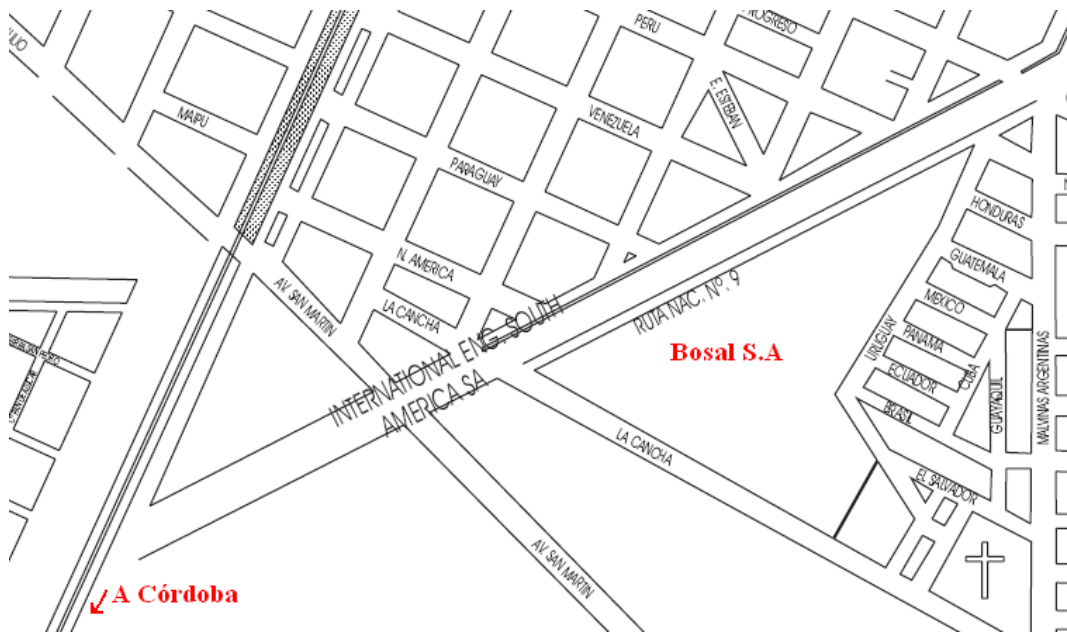 JULIO
MAIPU
PERU
PROGRESO
E. ESTEBAN
VENEZUELA
PARAGUAY
N. AMERICA
AV. SAN MARTIN
LA CANCHA
INTERNATIONAL ENG. SOUTH
AMERICA SA
RUTA NAC. Nº. 9
Bosal S.A
HONDURAS
GUATEMALA
MEXICO
PANAMA
URUGUAY
ECUADOR
CUBA
BRASIL
GUAYAQUIL
MALVINAS ARGENTINAS
LA CANCHA
EL SALVADOR
AV. SAN MARTIN
A Córdoba